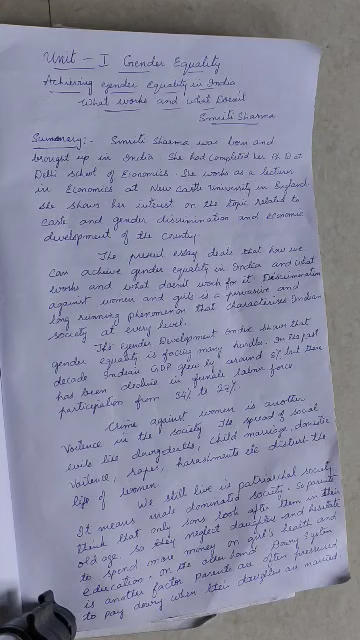 Unit - I Gender Equality
Achieving Gender Equality in India
What Works and What Doesn't
Smriti Sharma
Summary:- Smriti Sharma was born and
brought up in India. She had completed her Ph.D at
Delhi School of Economics. She works as a lecturer
in Economics at New Castle University in England.
She shows her interest on the topic related to
caste and gender discrimination and economic
development of the country.
The present essay deals that how we
can achieve gender equality in India and what
works and what doesn't work for it. Discrimination
against women and girls is a pervasive and
long running phenomenon that characterises Indian
society at every level.
The gender Development shows that
gender equality is facing many hurdles. In its past
decade Indian's GDP grew by around 6% but there
has been decline in female labour force
participation from 34% to 27%.
Crime against women is another
Voilence in the society. The spread of social
evils like dowry deaths, child marriage, domestic
voilence, rapes, harassments etc disturb the
life of women.
We still live in patriarchal society.
It means male dominated society. So parents
think that only sons look after them in their
old age. So they neglect daughters and hesitate
to spend more money on girl's health and
education. On the other hand Dowry System
is another factor parents are often pressurised
to pay dowry when their daughters are married.